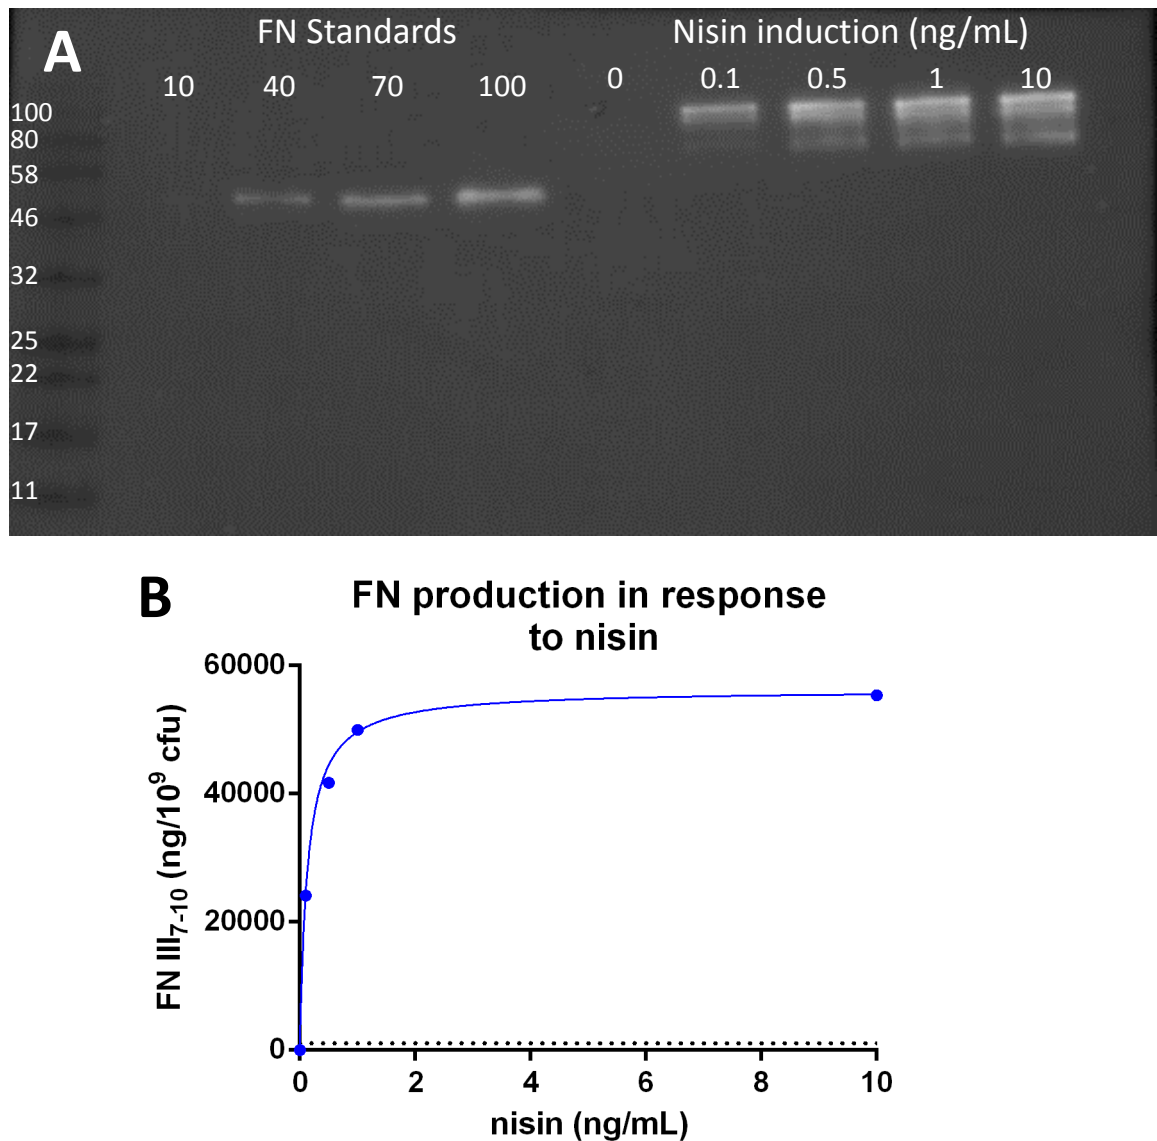 A
FN Standards
Nisin induction (ng/mL)
10 40 70 100 0 0.1 0.5 1 10
100
80
58
46
32
25
22
17
11
B
FN production in response
to nisin
FN III7-10 (ng/10^9 cfu)
60000
40000
20000
0
0 2 4 6 8 10
nisin (ng/mL)